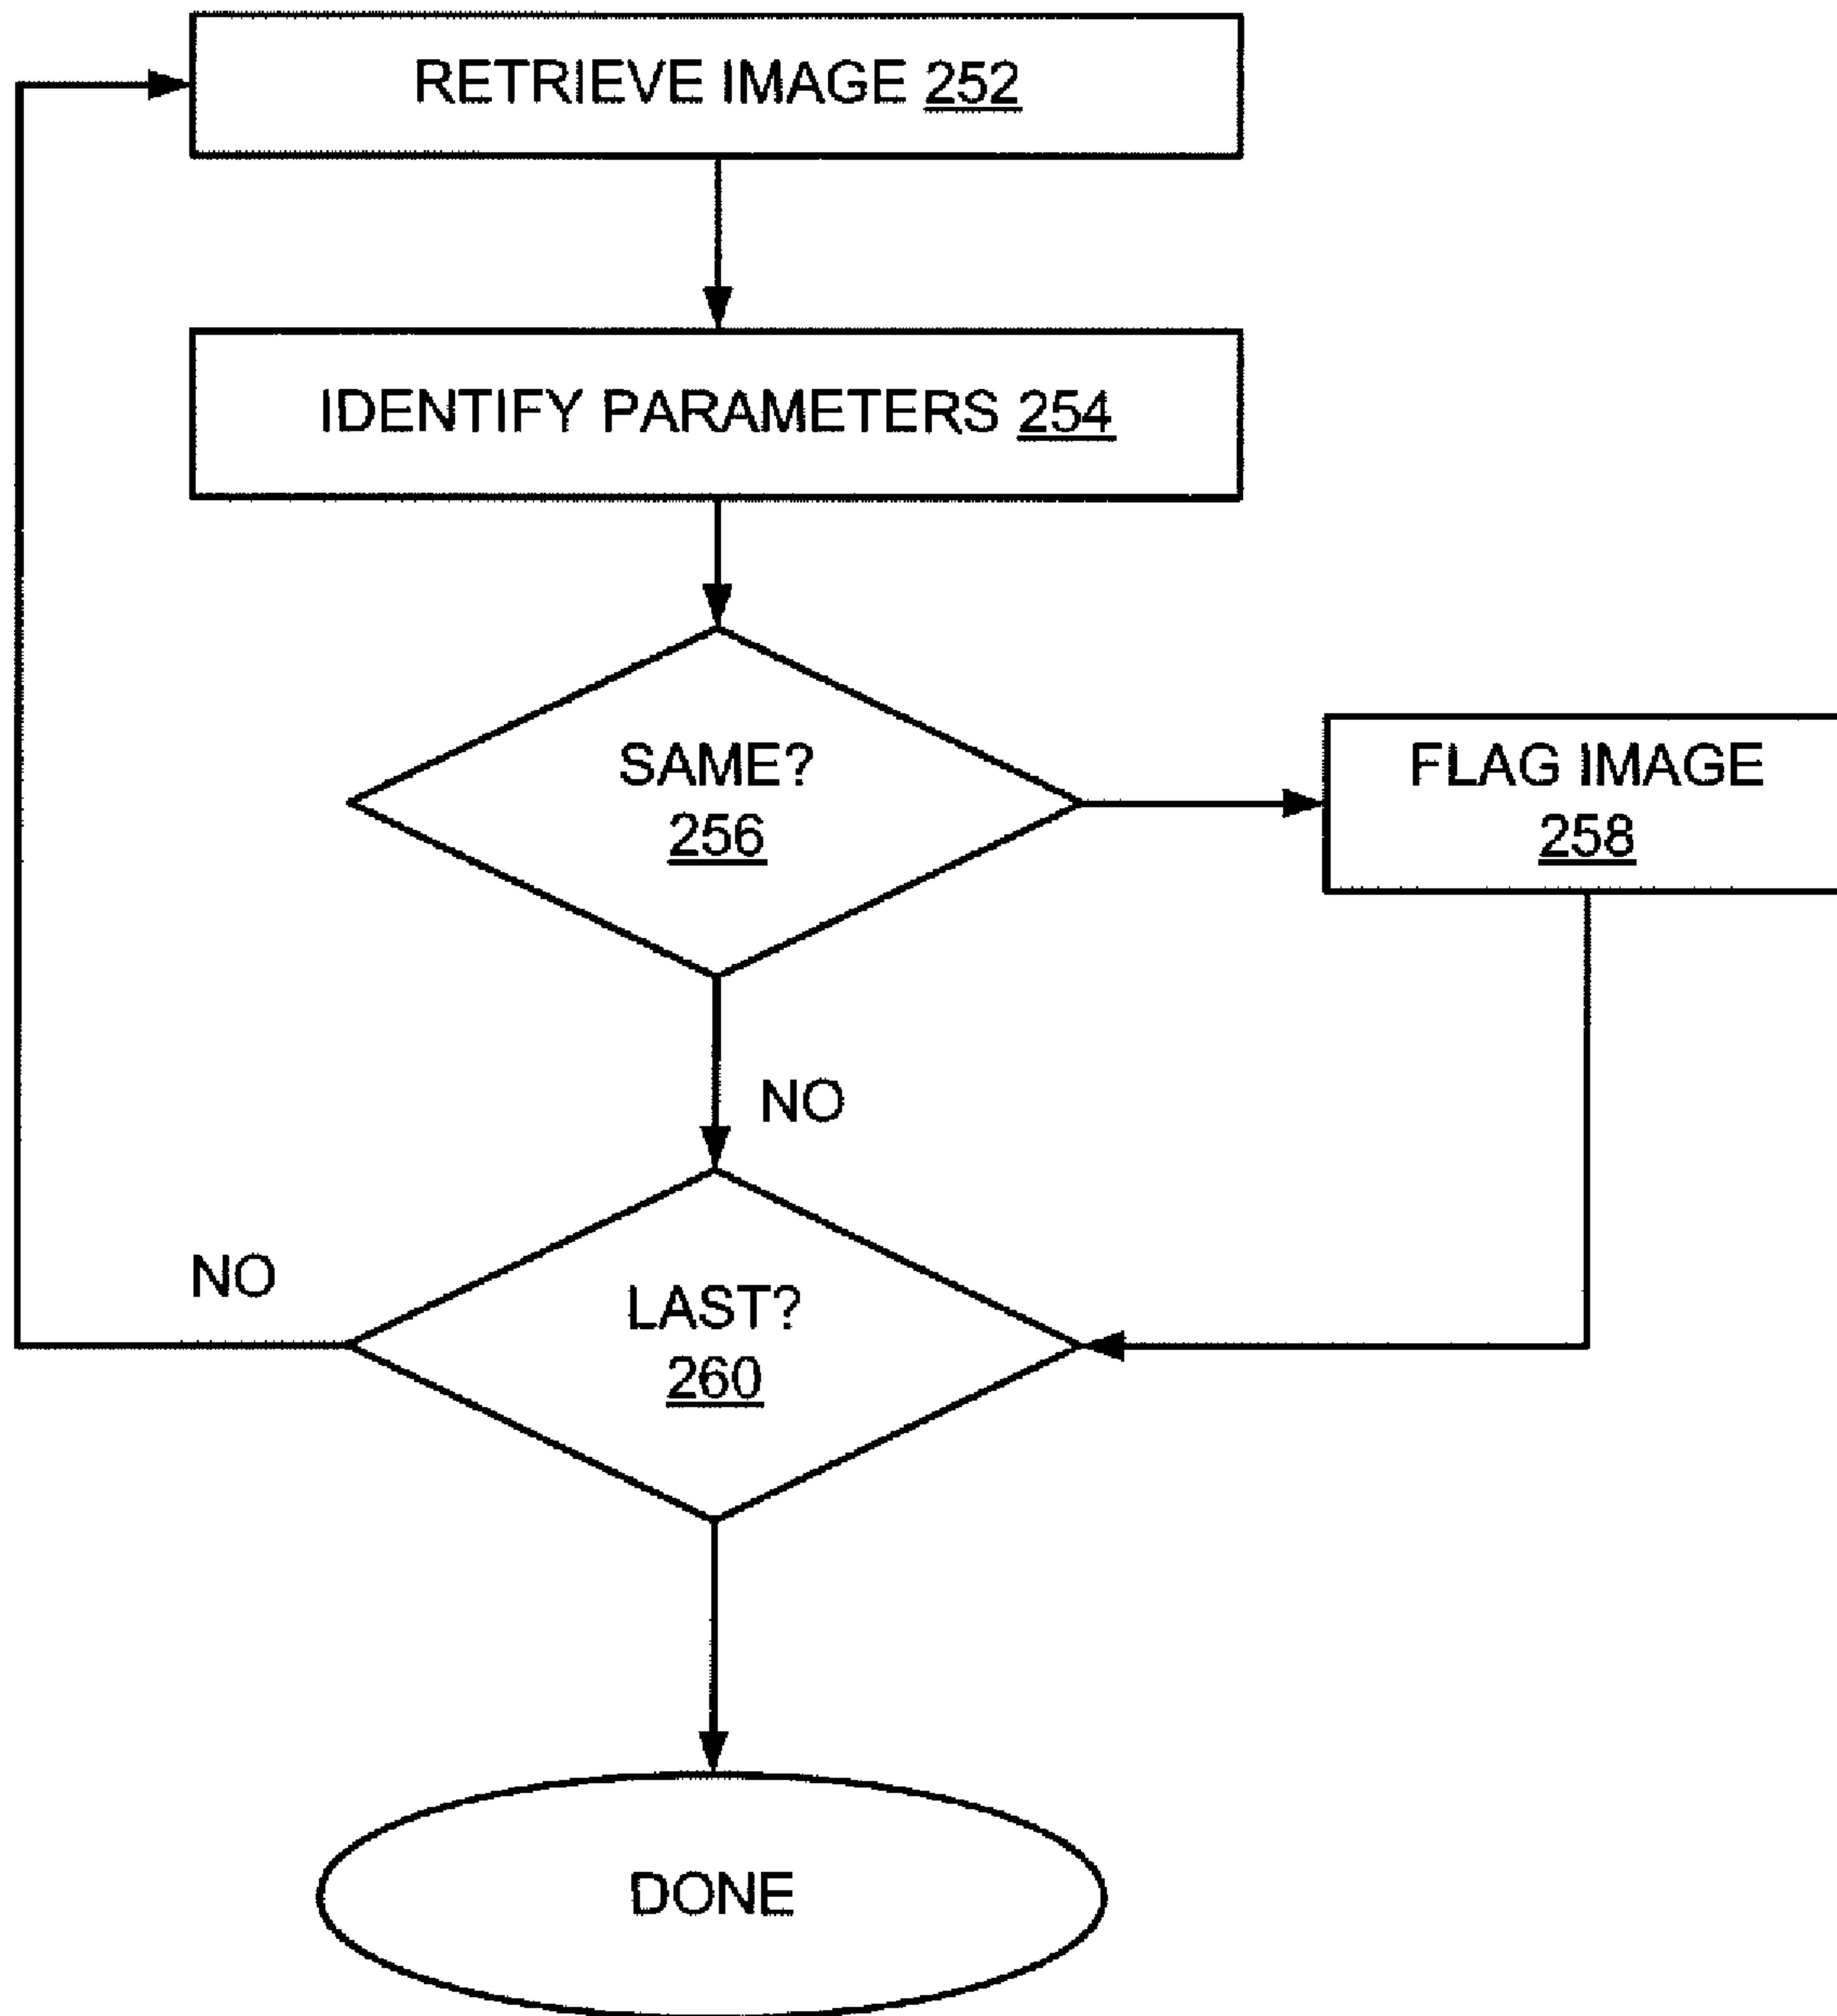 RETRIEVE IMAGE 252
IDENTIFY PARAMETERS 254
SAME?
256
FLAG IMAGE
258
NO
NO
LAST?
260
DONE